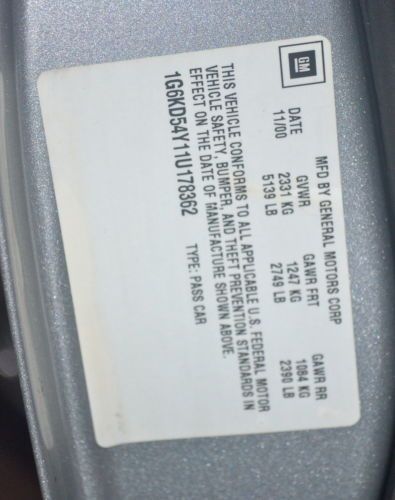 GM
MFD BY GENERAL MOTORS CORP
DATE GVWR GAWR FRT GAWR RR
11/00 2331 KG 1247 KG 1084 KG
5139 LB 2749 LB 2390 LB
THIS VEHICLE CONFORMS TO ALL APPLICABLE U.S. FEDERAL MOTOR
VEHICLE SAFETY, BUMPER, AND THEFT PREVENTION STANDARDS IN
EFFECT ON THE DATE OF MANUFACTURE SHOWN ABOVE.
1G6KD54Y11U178362 TYPE: PASS CAR